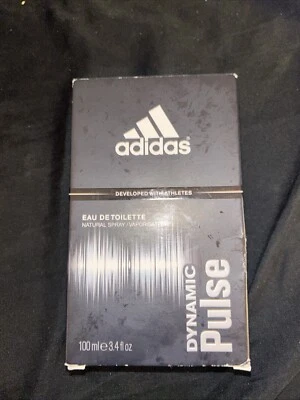 adidas
DEVELOPED WITH ATHLETES
EAU DE TOILETTE
NATURAL SPRAY / VAPORISATEUR
DYNAMIC
Pulse
100 ml e 3.4 fl oz